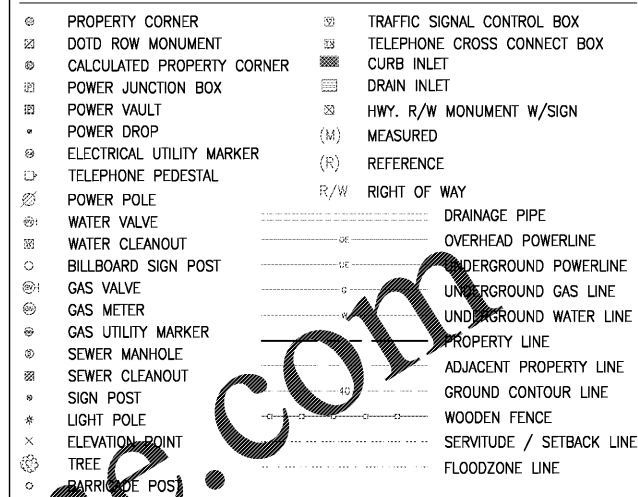 PROPERTY CORNER
DOTD ROW MONUMENT
CALCULATED PROPERTY CORNER
POWER JUNCTION BOX
POWER VAULT
POWER DROP
ELECTRICAL UTILITY MARKER
TELEPHONE PEDESTAL
POWER POLE
WATER VALVE
WATER CLEANOUT
BILLBOARD SIGN POST
GAS VALVE
GAS METER
GAS UTILITY MARKER
SEWER MANHOLE
SEWER CLEANOUT
SIGN POST
LIGHT POLE
ELEVATION POINT
TREE
BARRICADE POST
TRAFFIC SIGNAL CONTROL BOX
TELEPHONE CROSS CONNECT BOX
CURB INLET
DRAIN INLET
HWY. R/W MONUMENT W/SIGN
(M) MEASURED
(R) REFERENCE
R/W RIGHT OF WAY
DRAINAGE PIPE
OE OVERHEAD POWERLINE
UE UNDERGROUND POWERLINE
G UNDERGROUND GAS LINE
W UNDERGROUND WATER LINE
PROPERTY LINE
ADJACENT PROPERTY LINE
40 GROUND CONTOUR LINE
WOODEN FENCE
SERVITUDE / SETBACK LINE
FLOODZONE LINE
e.com